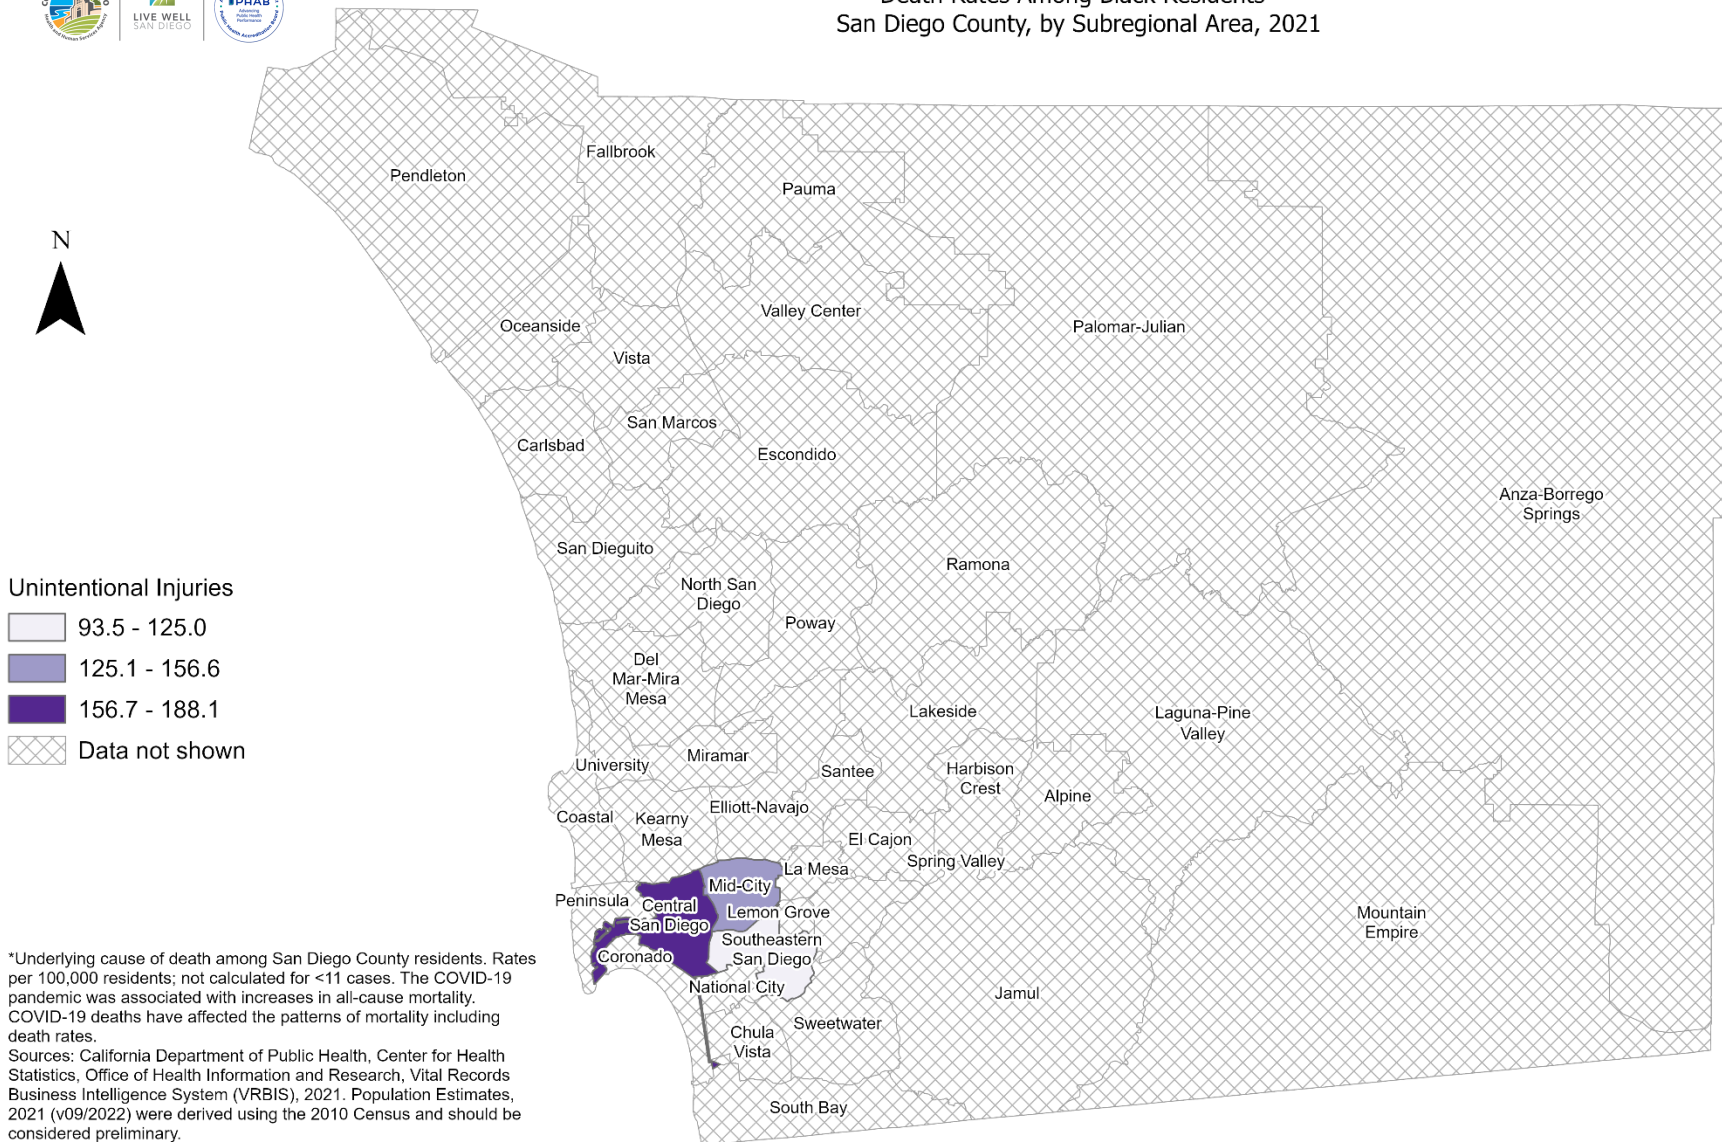 PHAB
Advancing
Public Health
Performance
LIVE WELL
SAN DIEGO
San Diego County, by Subregional Area, 2021
Fallbrook
Pendleton
Pauma
N
Valley Center
Oceanside
Palomar-Julian
Vista
San Marcos
Carlsbad
Escondido
Anza-Borrego
Springs
San Dieguito
Ramona
North San
Diego
Poway
Del
Mar-Mira
Mesa
Lakeside
Laguna-Pine
Valley
Miramar
University
Santee
Harbison
Crest
Alpine
Elliott-Navajo
Coastal
Kearny
Mesa
El Cajon
Spring Valley
La Mesa
Mid-City
Peninsula
Central
San Diego
Lemon Grove
Mountain
Empire
Southeastern
San Diego
Coronado
National City
Jamul
Sweetwater
Chula
Vista
South Bay
Unintentional Injuries
93.5 - 125.0
125.1 - 156.6
156.7 - 188.1
Data not shown
*Underlying cause of death among San Diego County residents. Rates
per 100,000 residents; not calculated for <11 cases. The COVID-19
pandemic was associated with increases in all-cause mortality.
COVID-19 deaths have affected the patterns of mortality including
death rates.
Sources: California Department of Public Health, Center for Health
Statistics, Office of Health Information and Research, Vital Records
Business Intelligence System (VRBIS), 2021. Population Estimates,
2021 (v09/2022) were derived using the 2010 Census and should be
considered preliminary.